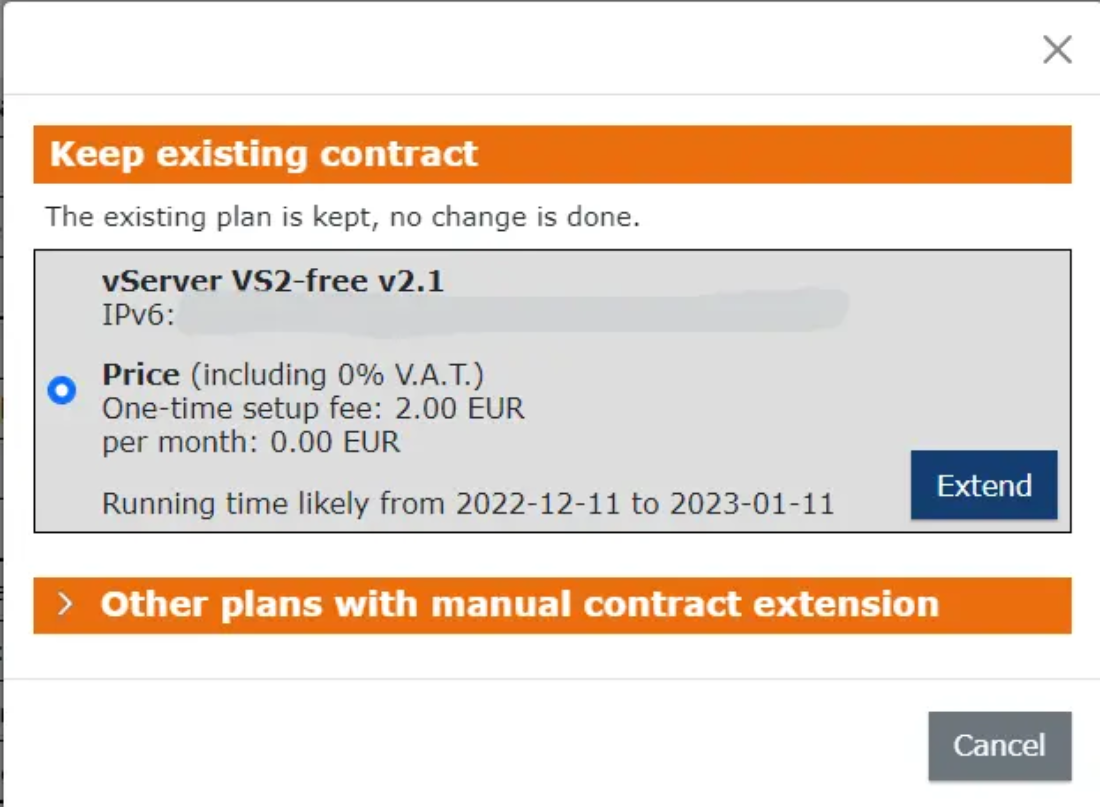 Keep existing contract
The existing plan is kept, no change is done.
vServer VS2-free v2.1
IPv6:
Price (including 0% V.A.T.)
One-time setup fee: 2.00 EUR
per month: 0.00 EUR
Running time likely from 2022-12-11 to 2023-01-11
Extend
Other plans with manual contract extension
Cancel